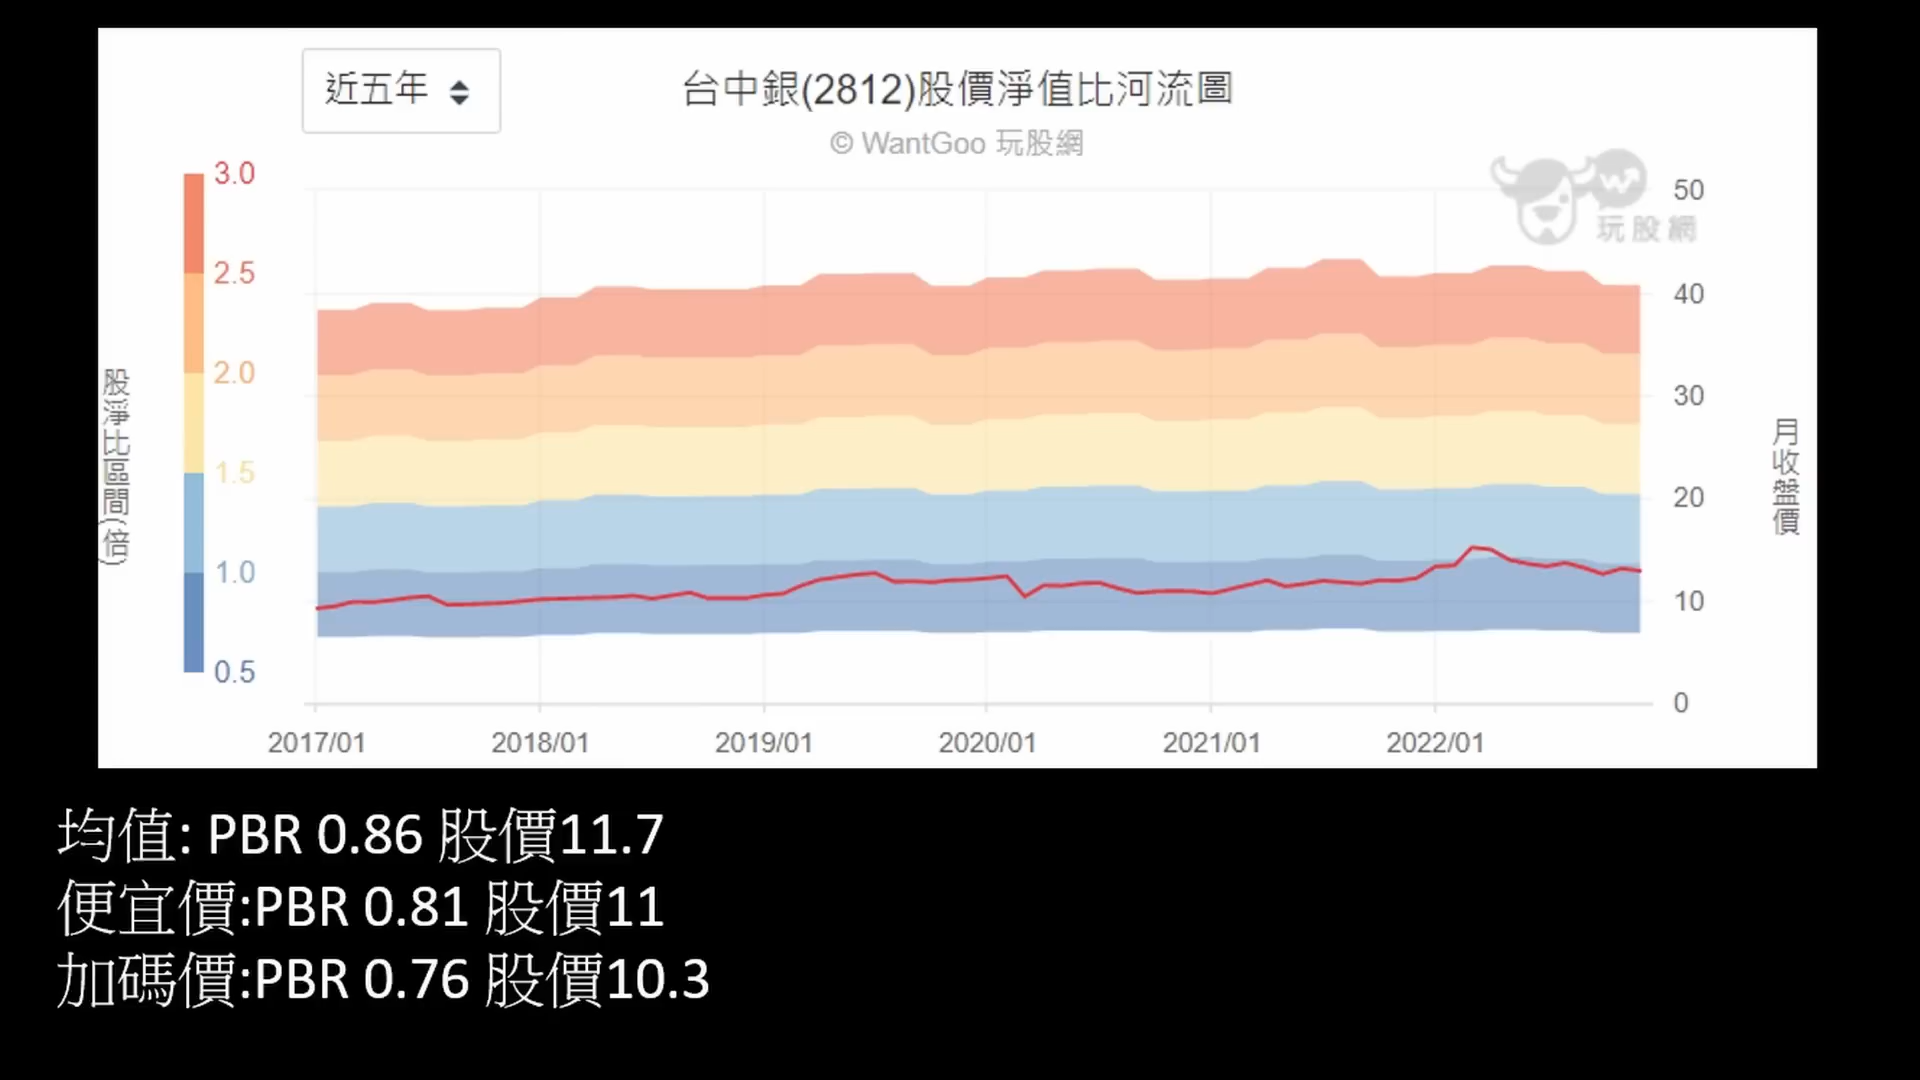 近五年
台中銀(2812)股價淨值比河流圖
© WantGoo 玩股網
玩股網
3.0
2.5
2.0
1.5
1.0
0.5
股淨比區間(倍)
50
40
30
20
10
0
月收盤價
2017/01 2018/01 2019/01 2020/01 2021/01 2022/01
均值: PBR 0.86 股價11.7
便宜價:PBR 0.81 股價11
加碼價:PBR 0.76 股價10.3